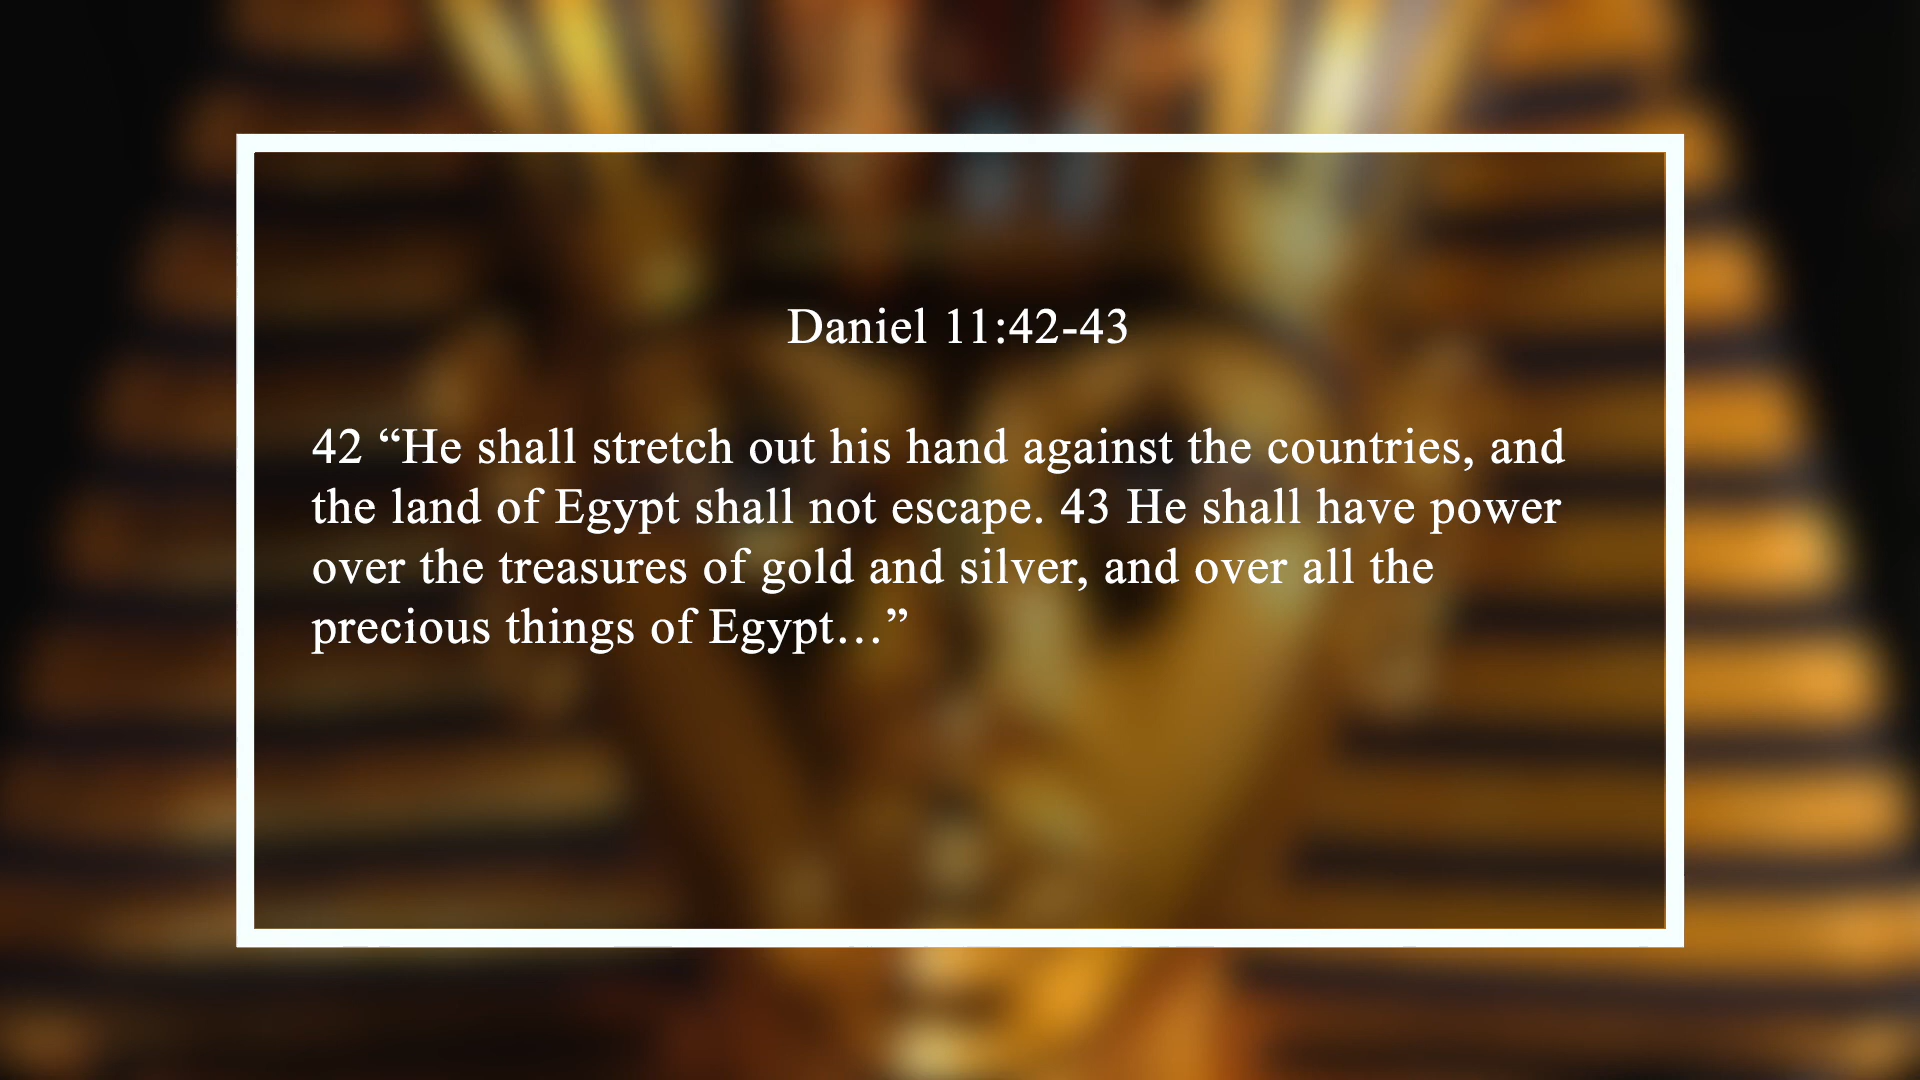 Daniel 11:42-43
42 “He shall stretch out his hand against the countries, and
the land of Egypt shall not escape. 43 He shall have power
over the treasures of gold and silver, and over all the
precious things of Egypt…”